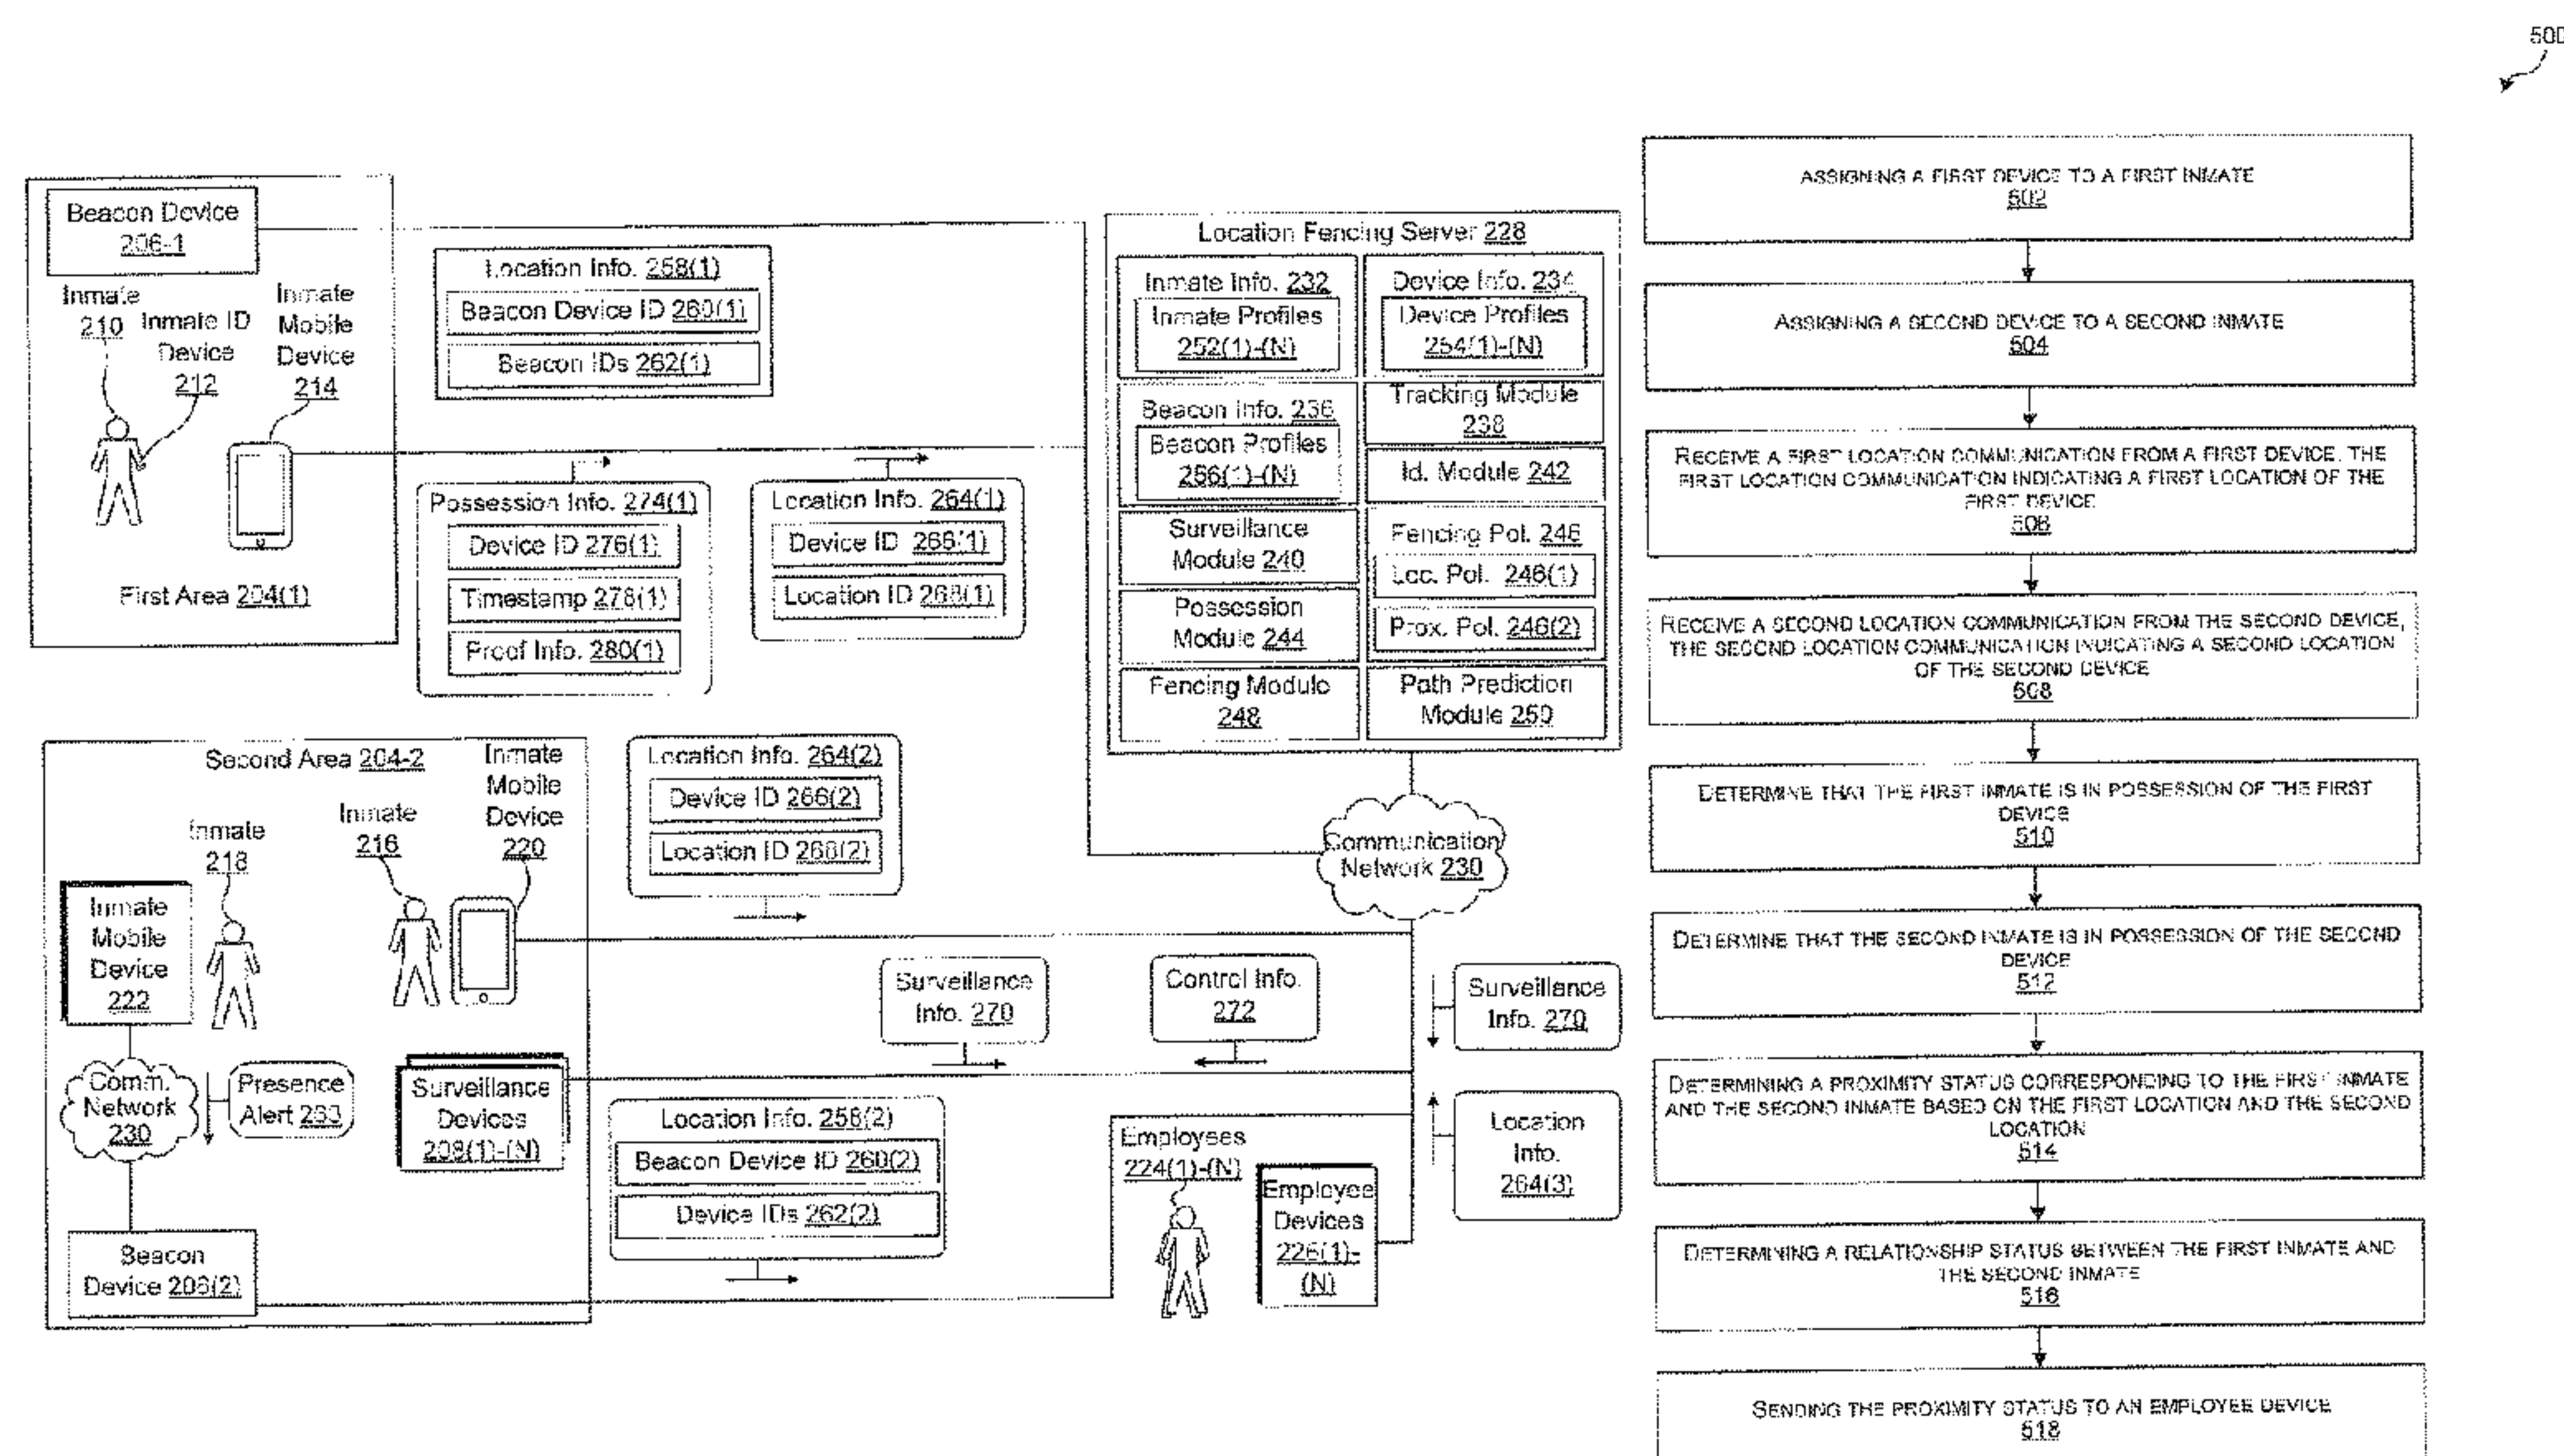 500
Beacon Device
206-1
Inmate
210
Inmate ID
Device
212
Inmate
Mobile
Device
214
First Area 204(1)
Location Info. 258(1)
Beacon Device ID 260(1)
Beacon IDs 262(1)
Possession Info. 274(1)
Device ID 276(1)
Timestamp 278(1)
Proof Info. 280(1)
Location Info. 264(1)
Device ID 266(1)
Location ID 268(1)
Location Fencing Server 228
Inmate Info. 232
Inmate Profiles
252(1)-(N)
Device Info. 234
Device Profiles
254(1)-(N)
Beacon Info. 236
Beacon Profiles
256(1)-(N)
Tracking Module
238
Id. Module 242
Surveillance
Module 240
Fencing Pol. 246
Loc. Pol. 246(1)
Prox. Pol. 246(2)
Possession
Module 244
Fencing Module
248
Path Prediction
Module 250
Communication
Network 230
Second Area 204-2
Inmate
Mobile
Device
220
Inmate
216
Inmate
218
Inmate
Mobile
Device
222
Comm.
Network
230
Presence
Alert 263
Surveillance
Devices
208(1)-(N)
Beacon
Device 206(2)
Location Info. 264(2)
Device ID 266(2)
Location ID 268(2)
Surveillance
Info. 270
Control Info.
272
Surveillance
Info. 270
Location Info. 258(2)
Beacon Device ID 260(2)
Device IDs 262(2)
Employees
224(1)-(N)
Employee
Devices
226(1)-
(N)
Location
Info.
264(3)
ASSIGNING A FIRST DEVICE TO A FIRST INMATE
502
ASSIGNING A SECOND DEVICE TO A SECOND INMATE
504
RECEIVE A FIRST LOCATION COMMUNICATION FROM A FIRST DEVICE, THE
FIRST LOCATION COMMUNICATION INDICATING A FIRST LOCATION OF THE
FIRST DEVICE
506
RECEIVE A SECOND LOCATION COMMUNICATION FROM THE SECOND DEVICE,
THE SECOND LOCATION COMMUNICATION INDICATING A SECOND LOCATION
OF THE SECOND DEVICE
508
DETERMINE THAT THE FIRST INMATE IS IN POSSESSION OF THE FIRST
DEVICE
510
DETERMINE THAT THE SECOND INMATE IS IN POSSESSION OF THE SECOND
DEVICE
512
DETERMINING A PROXIMITY STATUS CORRESPONDING TO THE FIRST INMATE
AND THE SECOND INMATE BASED ON THE FIRST LOCATION AND THE SECOND
LOCATION
514
DETERMINING A RELATIONSHIP STATUS BETWEEN THE FIRST INMATE AND
THE SECOND INMATE
516
SENDING THE PROXIMITY STATUS TO AN EMPLOYEE DEVICE
518